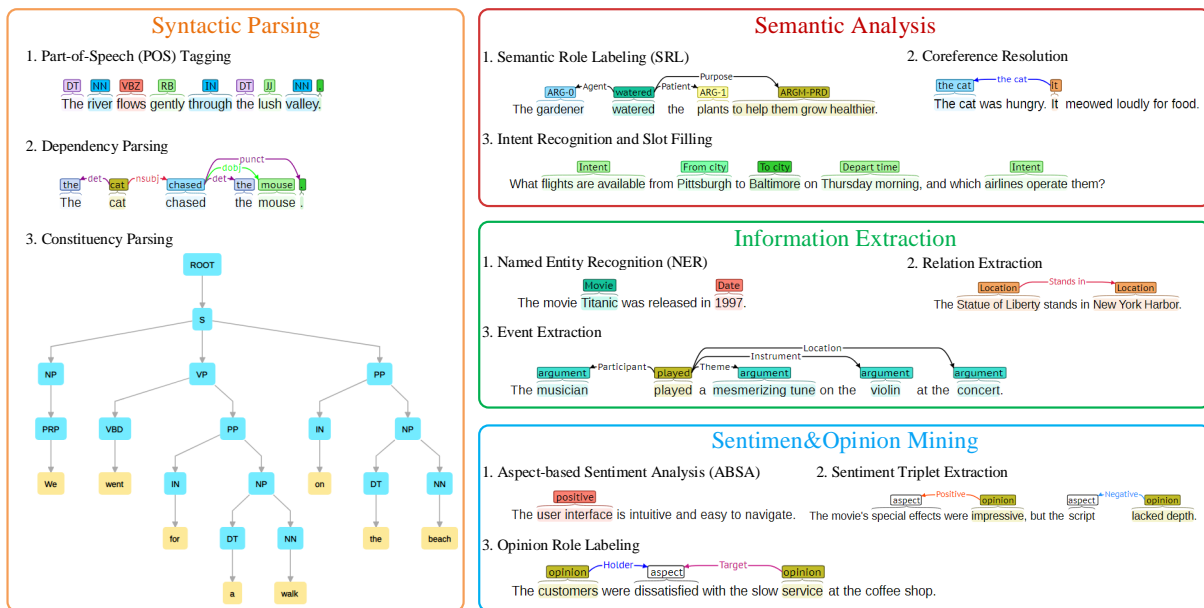 Syntactic Parsing
1. Part-of-Speech (POS) Tagging
DT NN VBZ RB IN DT JJ NN .
The river flows gently through the lush valley.
2. Dependency Parsing
punct
dobj
det nsubj det
the cat chased the mouse .
The cat chased the mouse .
3. Constituency Parsing
ROOT
S
NP VP PP
PRP VBD PP IN NP
We went IN NP on DT NN
for DT NN the beach
a walk
Semantic Analysis
1. Semantic Role Labeling (SRL)
Purpose
Agent Patient
ARG-0 watered ARG-1 ARGM-PRD
The gardener watered the plants to help them grow healthier.
2. Coreference Resolution
the cat the cat It
The cat was hungry. It meowed loudly for food.
3. Intent Recognition and Slot Filling
Intent From city To city Depart time Intent
What flights are available from Pittsburgh to Baltimore on Thursday morning, and which airlines operate them?
Information Extraction
1. Named Entity Recognition (NER)
Movie Date
The movie Titanic was released in 1997.
2. Relation Extraction
Location Stands in Location
The Statue of Liberty stands in New York Harbor.
3. Event Extraction
Location
Instrument
Participant Theme
argument played argument argument argument
The musician played a mesmerizing tune on the violin at the concert.
Sentimen&Opinion Mining
1. Aspect-based Sentiment Analysis (ABSA)
positive
The user interface is intuitive and easy to navigate.
2. Sentiment Triplet Extraction
aspect Positive opinion aspect Negative opinion
The movie's special effects were impressive, but the script lacked depth.
3. Opinion Role Labeling
opinion Holder aspect Target opinion
The customers were dissatisfied with the slow service at the coffee shop.